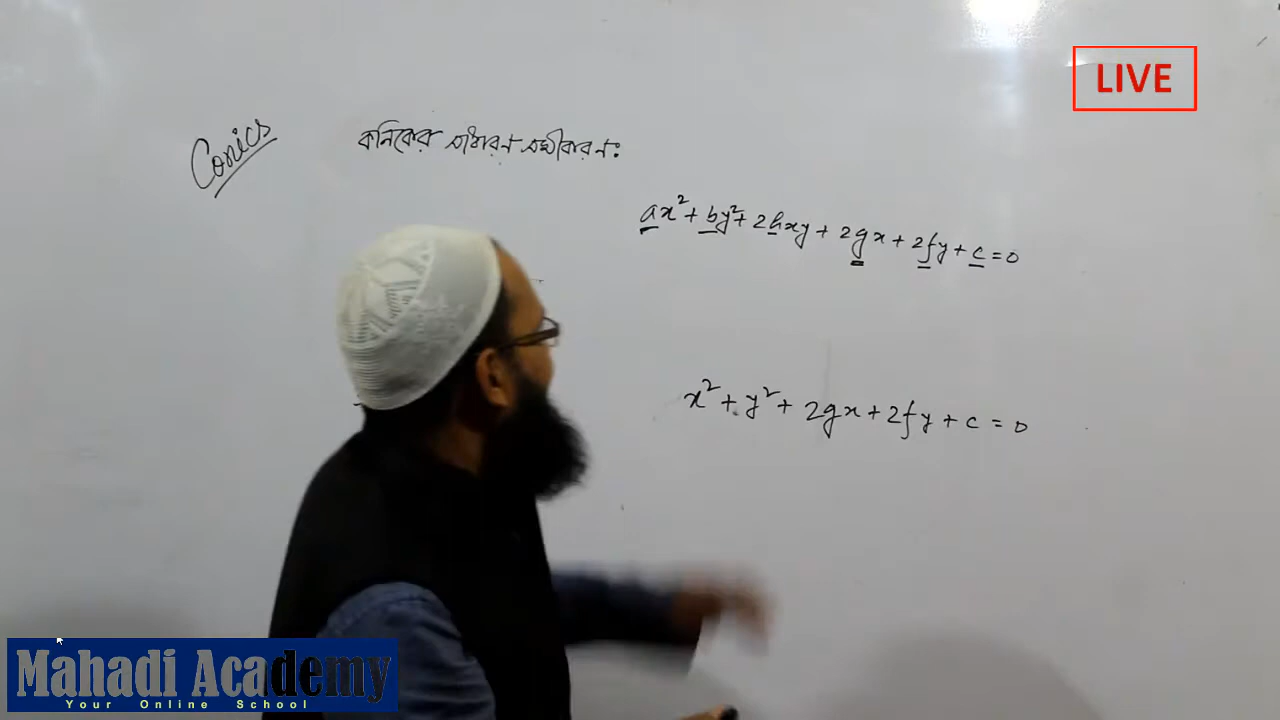 LIVE
Conics
কনিকের সাধারণ সমীকরণঃ
ax² + by² + 2hxy + 2gx + 2fy + c = 0
x² + y² + 2gx + 2fy + c = 0
Mahadi Academy
Your Online School